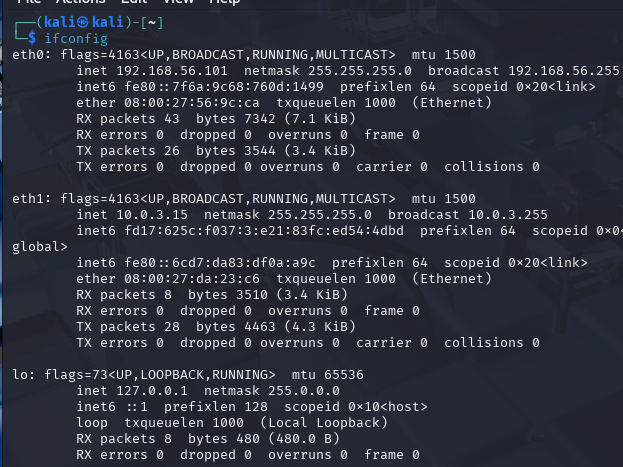 File Actions Edit View Help
┌──(kali㉿kali)-[~]
└─$ ifconfig
eth0: flags=4163<UP,BROADCAST,RUNNING,MULTICAST>  mtu 1500
        inet 192.168.56.101  netmask 255.255.255.0  broadcast 192.168.56.255
        inet6 fe80::7f6a:9c68:760d:1499  prefixlen 64  scopeid 0×20<link>
        ether 08:00:27:56:9c:ca  txqueuelen 1000  (Ethernet)
        RX packets 43  bytes 7342 (7.1 KiB)
        RX errors 0  dropped 0  overruns 0  frame 0
        TX packets 26  bytes 3544 (3.4 KiB)
        TX errors 0  dropped 0 overruns 0  carrier 0  collisions 0
eth1: flags=4163<UP,BROADCAST,RUNNING,MULTICAST>  mtu 1500
        inet 10.0.3.15  netmask 255.255.255.0  broadcast 10.0.3.255
        inet6 fd17:625c:f037:3:e21:83fc:ed54:4dbd  prefixlen 64  scopeid 0×0<
global>
        inet6 fe80::6cd7:da83:df0a:a9c  prefixlen 64  scopeid 0×20<link>
        ether 08:00:27:da:23:c6  txqueuelen 1000  (Ethernet)
        RX packets 8  bytes 3510 (3.4 KiB)
        RX errors 0  dropped 0  overruns 0  frame 0
        TX packets 28  bytes 4463 (4.3 KiB)
        TX errors 0  dropped 0 overruns 0  carrier 0  collisions 0
lo: flags=73<UP,LOOPBACK,RUNNING>  mtu 65536
        inet 127.0.0.1  netmask 255.0.0.0
        inet6 ::1  prefixlen 128  scopeid 0×10<host>
        loop  txqueuelen 1000  (Local Loopback)
        RX packets 8  bytes 480 (480.0 B)
        RX errors 0  dropped 0  overruns 0  frame 0